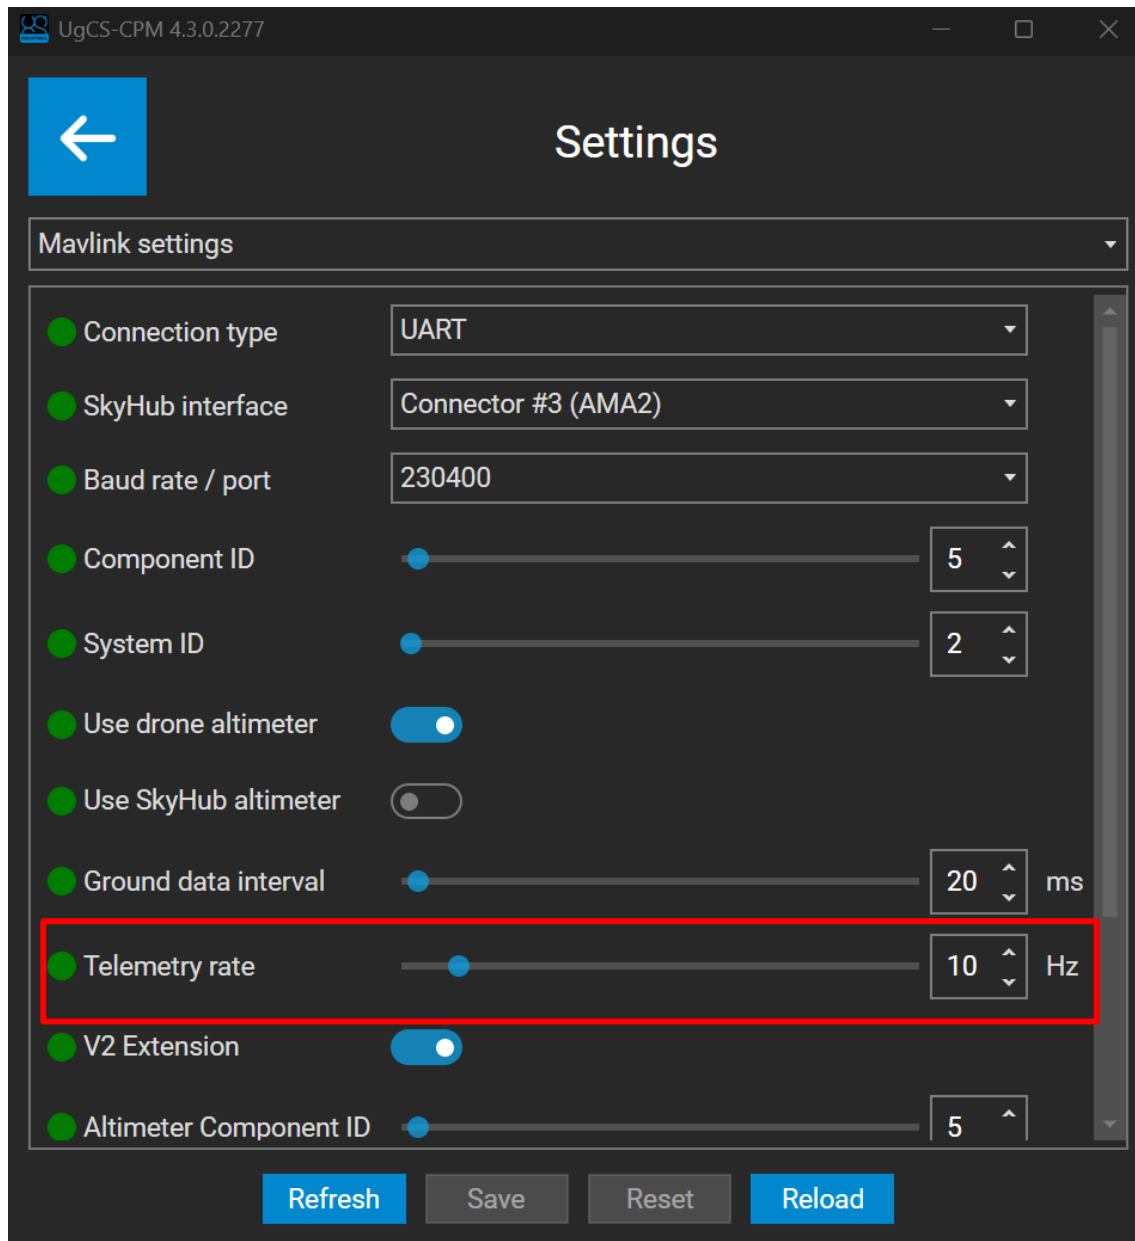 UgCS-CPM 4.3.0.2277
Settings
Mavlink settings
Connection type UART
SkyHub interface Connector #3 (AMA2)
Baud rate / port 230400
Component ID 5
System ID 2
Use drone altimeter
Use SkyHub altimeter
Ground data interval 20 ms
Telemetry rate 10 Hz
V2 Extension
Altimeter Component ID 5
Refresh Save Reset Reload